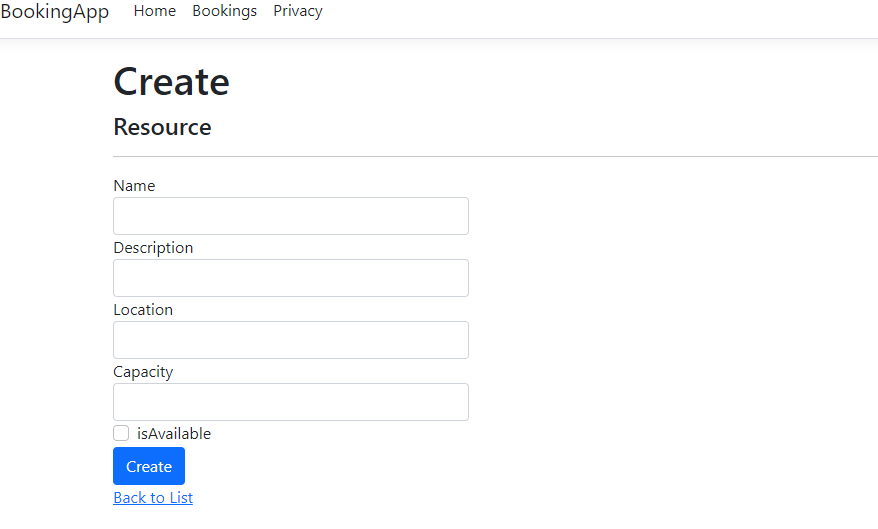 BookingApp Home Bookings Privacy
Create
Resource
Name
Description
Location
Capacity
isAvailable
Create
Back to List